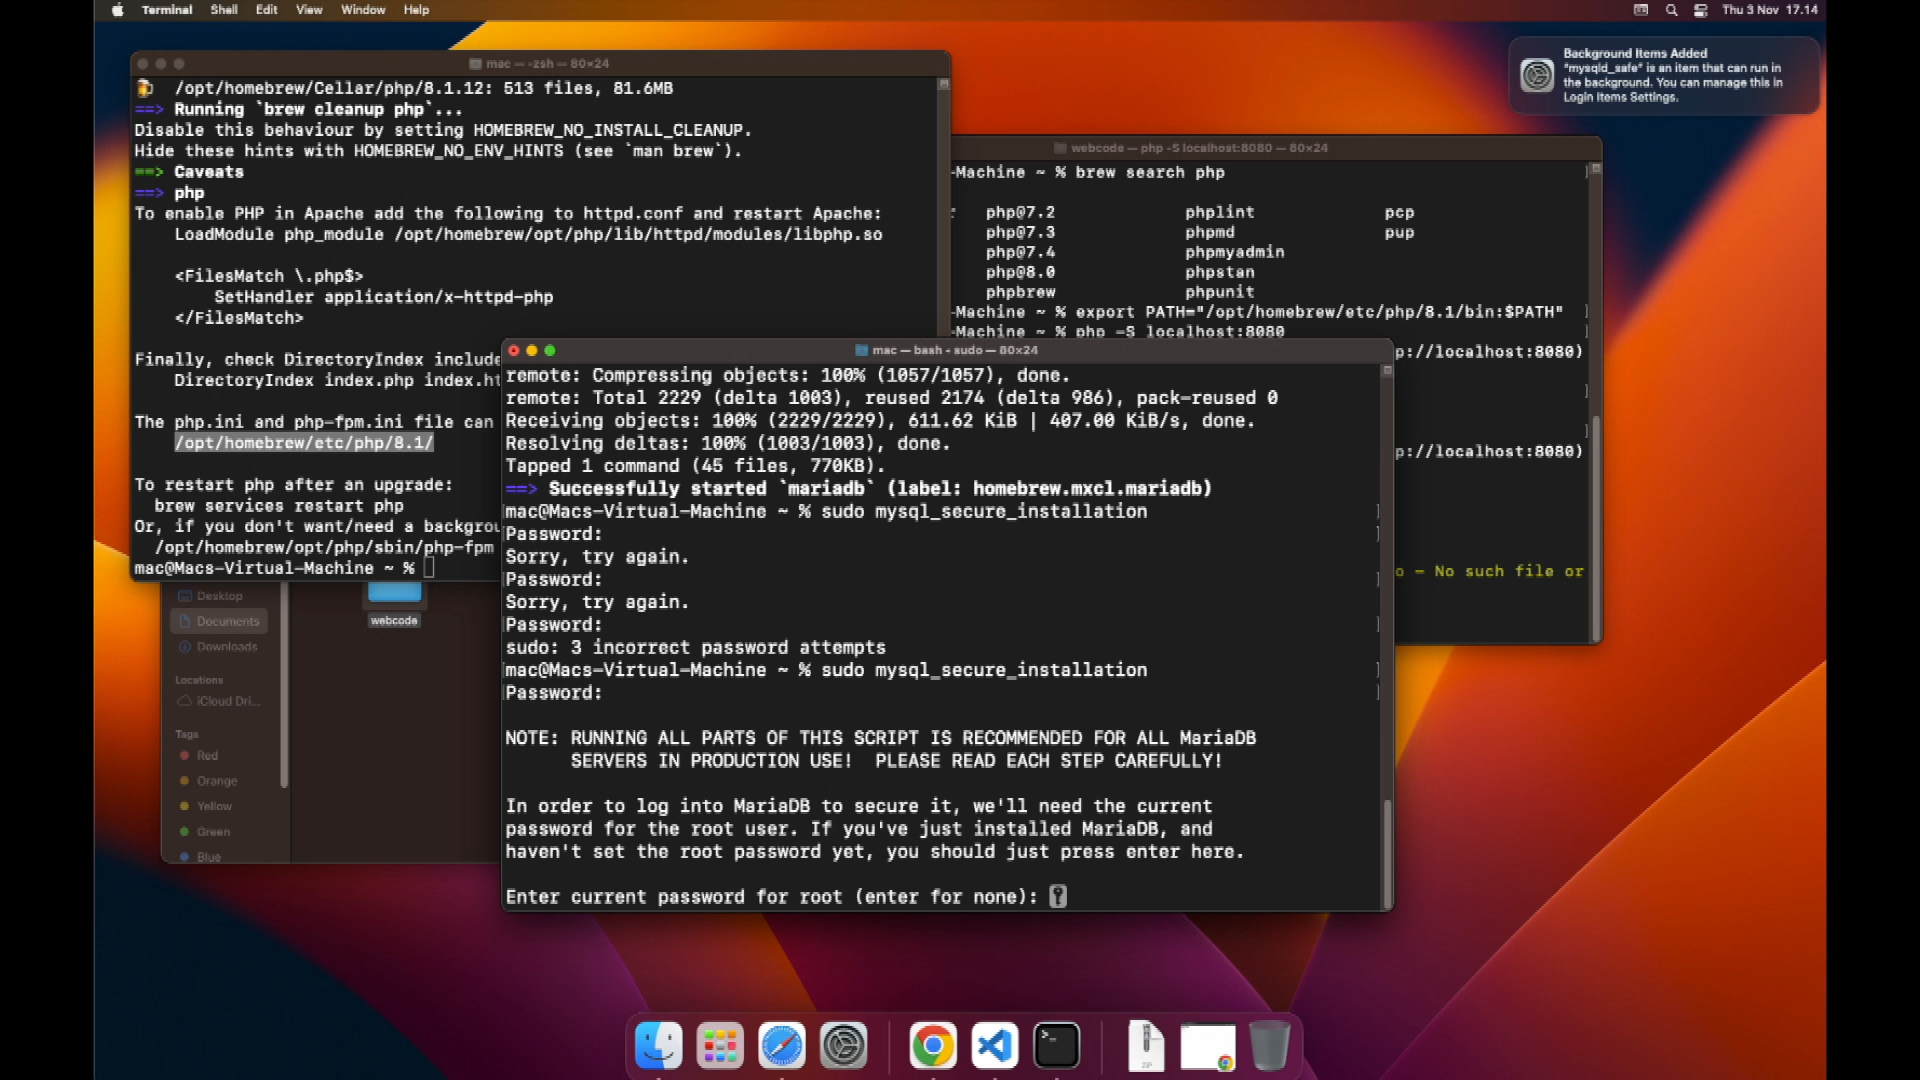 Terminal Shell Edit View Window Help
Thu 3 Nov 17.14
Background Items Added
"mysqld_safe" is an item that can run in
the background. You can manage this in
Login Items Settings.
mac — -zsh — 80×24
/opt/homebrew/Cellar/php/8.1.12: 513 files, 81.6MB
==> Running `brew cleanup php`...
Disable this behaviour by setting HOMEBREW_NO_INSTALL_CLEANUP.
Hide these hints with HOMEBREW_NO_ENV_HINTS (see `man brew`).
==> Caveats
==> php
To enable PHP in Apache add the following to httpd.conf and restart Apache:
LoadModule php_module /opt/homebrew/opt/php/lib/httpd/modules/libphp.so
<FilesMatch \.php$>
SetHandler application/x-httpd-php
</FilesMatch>
Finally, check DirectoryIndex include
DirectoryIndex index.php index.ht
The php.ini and php-fpm.ini file can
/opt/homebrew/etc/php/8.1/
To restart php after an upgrade:
brew services restart php
Or, if you don't want/need a backgrou
/opt/homebrew/opt/php/sbin/php-fpm
mac@Macs-Virtual-Machine ~ %
webcode — php -S localhost:8080 — 80×24
-Machine ~ % brew search php
php@7.2 phplint pcp
php@7.3 phpmd pup
php@7.4 phpmyadmin
php@8.0 phpstan
phpbrew phpunit
-Machine ~ % export PATH="/opt/homebrew/etc/php/8.1/bin:$PATH"
-Machine ~ % php -S localhost:8080
p://localhost:8080)
p://localhost:8080)
o - No such file or
mac — bash - sudo — 80×24
remote: Compressing objects: 100% (1057/1057), done.
remote: Total 2229 (delta 1003), reused 2174 (delta 986), pack-reused 0
Receiving objects: 100% (2229/2229), 611.62 KiB | 407.00 KiB/s, done.
Resolving deltas: 100% (1003/1003), done.
Tapped 1 command (45 files, 770KB).
==> Successfully started `mariadb` (label: homebrew.mxcl.mariadb)
mac@Macs-Virtual-Machine ~ % sudo mysql_secure_installation
Password:
Sorry, try again.
Password:
Sorry, try again.
Password:
sudo: 3 incorrect password attempts
mac@Macs-Virtual-Machine ~ % sudo mysql_secure_installation
Password:
NOTE: RUNNING ALL PARTS OF THIS SCRIPT IS RECOMMENDED FOR ALL MariaDB
SERVERS IN PRODUCTION USE! PLEASE READ EACH STEP CAREFULLY!
In order to log into MariaDB to secure it, we'll need the current
password for the root user. If you've just installed MariaDB, and
haven't set the root password yet, you should just press enter here.
Enter current password for root (enter for none):
Desktop
Documents
Downloads
Locations
iCloud Dri...
Tags
Red
Orange
Yellow
Green
Blue
webcode
ZIP